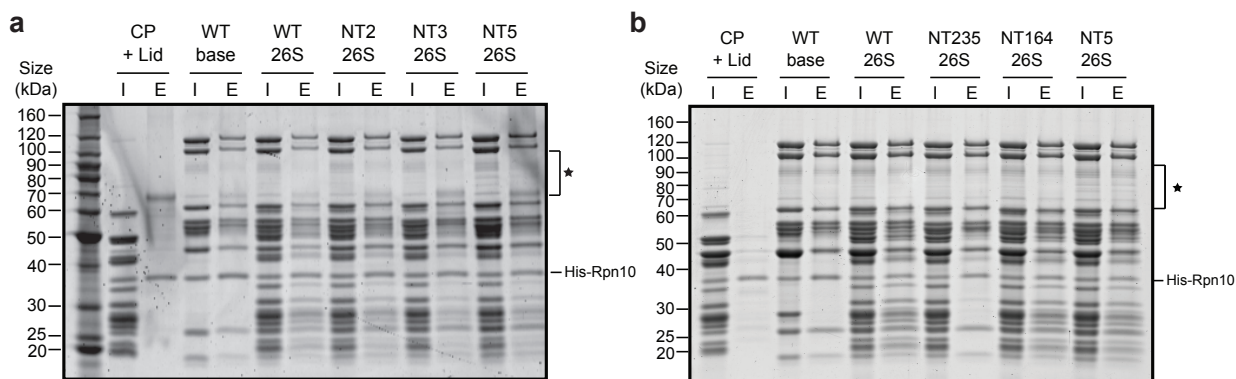 a
CP + Lid
WT base
WT 26S
NT2 26S
NT3 26S
NT5 26S
Size (kDa)
I E I E I E I E I E I E
160
120
100
90
80
70
60
50
40
30
25
20
★
His-Rpn10
b
CP + Lid
WT base
WT 26S
NT235 26S
NT164 26S
NT5 26S
Size (kDa)
I E I E I E I E I E I E
160
120
100
90
80
70
60
50
40
30
25
20
★
His-Rpn10